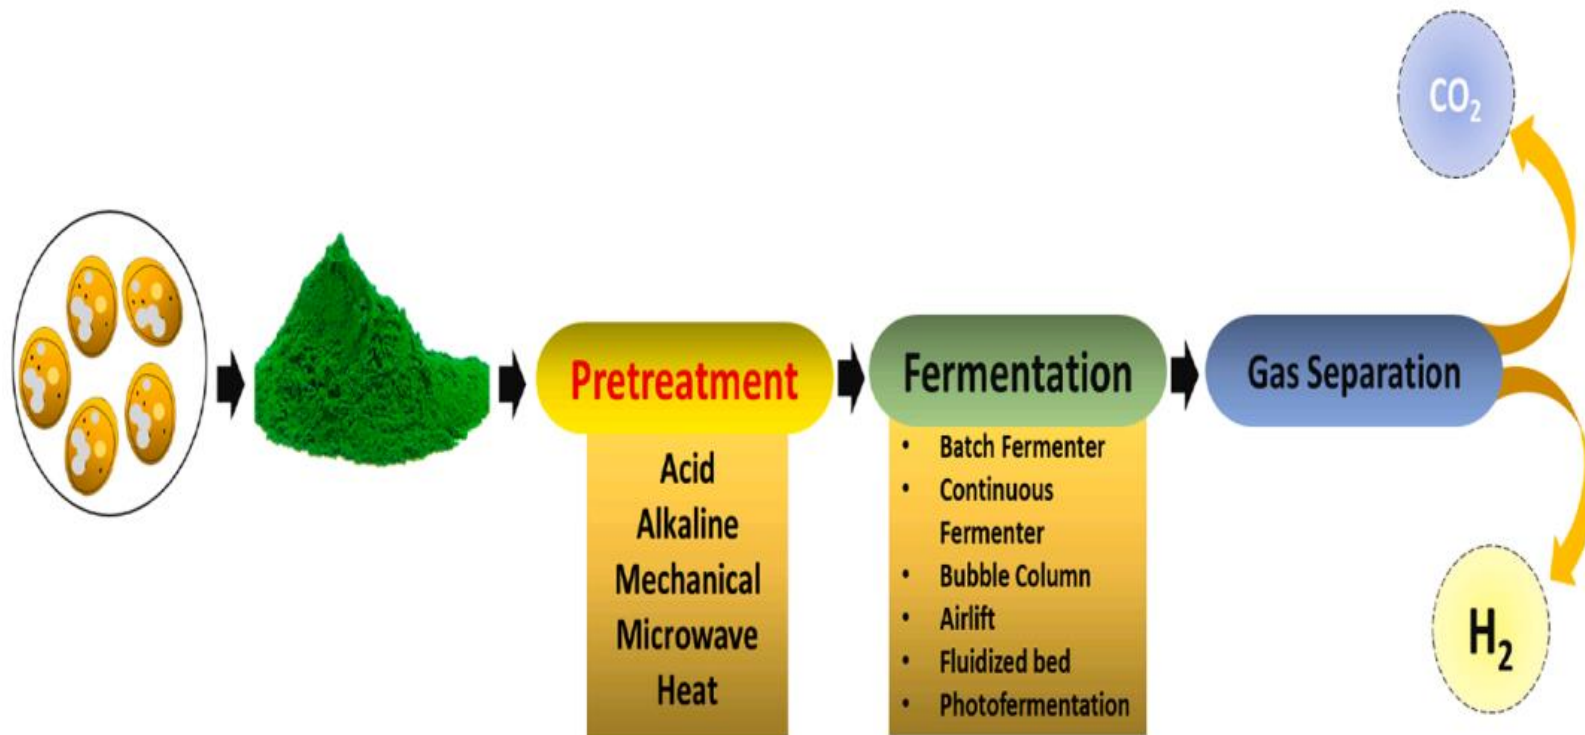 CO₂
Pretreatment
Acid
Alkaline
Mechanical
Microwave
Heat
Fermentation
• Batch Fermenter
• Continuous
Fermenter
• Bubble Column
• Airlift
• Fluidized bed
• Photofermentation
Gas Separation
H₂